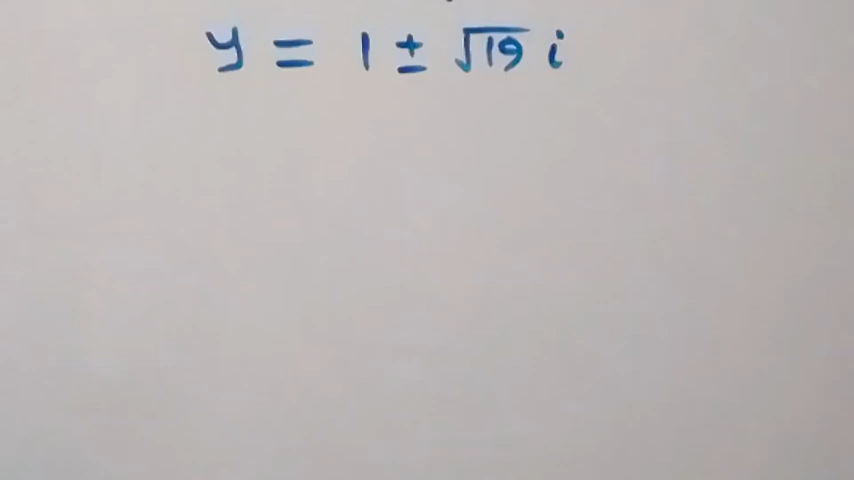 y = 1 ± √19 i